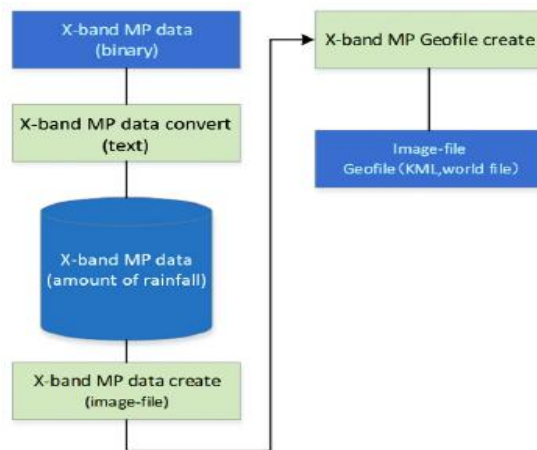 X-band MP data
(binary)
X-band MP data convert
(text)
X-band MP data
(amount of rainfall)
X-band MP data create
(image-file)
X-band MP Geofile create
Image-file
Geofile(KML,world file)